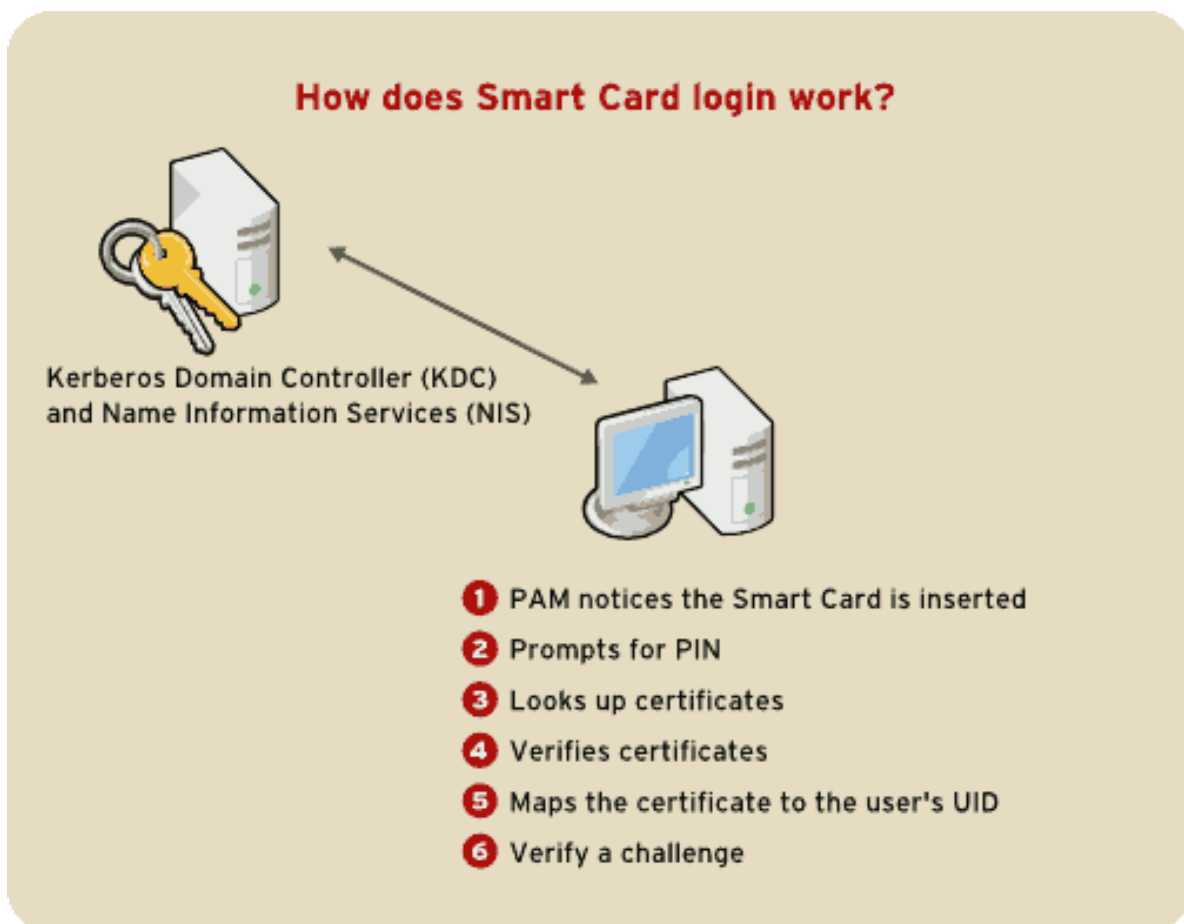 How does Smart Card login work?
Kerberos Domain Controller (KDC)
and Name Information Services (NIS)
1 PAM notices the Smart Card is inserted
2 Prompts for PIN
3 Looks up certificates
4 Verifies certificates
5 Maps the certificate to the user's UID
6 Verify a challenge